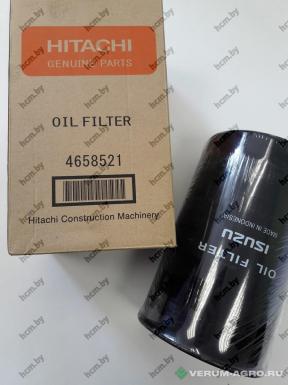 HITACHI
GENUINE PARTS
OIL FILTER
4658521
Hitachi Construction Machinery
OIL FILTER
ISUZU
MADE IN INDONESIA
hcm.by
VERUM-AGRO.RU